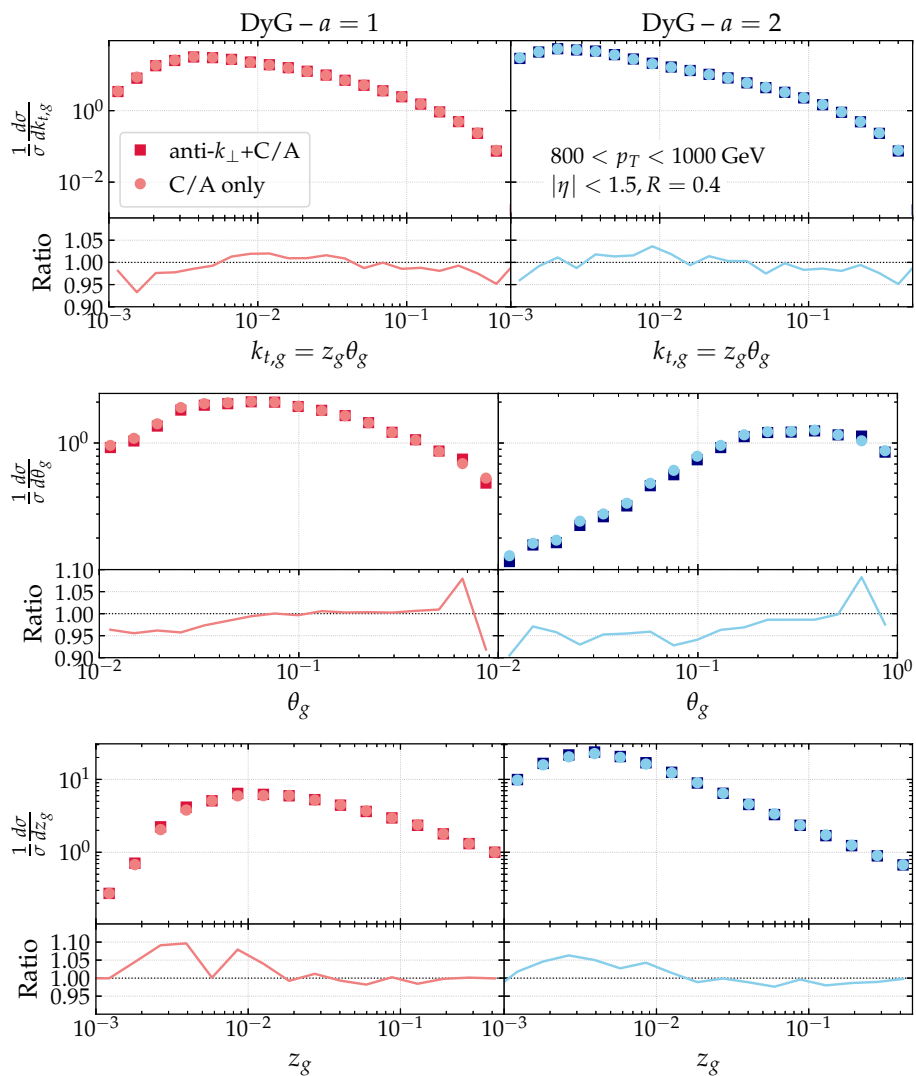 DyG – a = 1 DyG – a = 2
1/σ dσ/dk_{t,g}
10^0
10^{−2}
anti-k⊥+C/A
C/A only
800 < p_T < 1000 GeV
|η| < 1.5, R = 0.4
Ratio
1.05
1.00
0.95
0.90
10^{−3} 10^{−2} 10^{−1} 10^{−3} 10^{−2} 10^{−1}
k_{t,g} = z_gθ_g k_{t,g} = z_gθ_g
1/σ dσ/dθ_g
10^0
Ratio
1.10
1.05
1.00
0.95
0.90
10^{−2} 10^{−1} 10^{−2} 10^{−1} 10^0
θ_g θ_g
1/σ dσ/dz_g
10^1
10^0
Ratio
1.10
1.05
1.00
0.95
10^{−3} 10^{−2} 10^{−1} 10^{−3} 10^{−2} 10^{−1}
z_g z_g